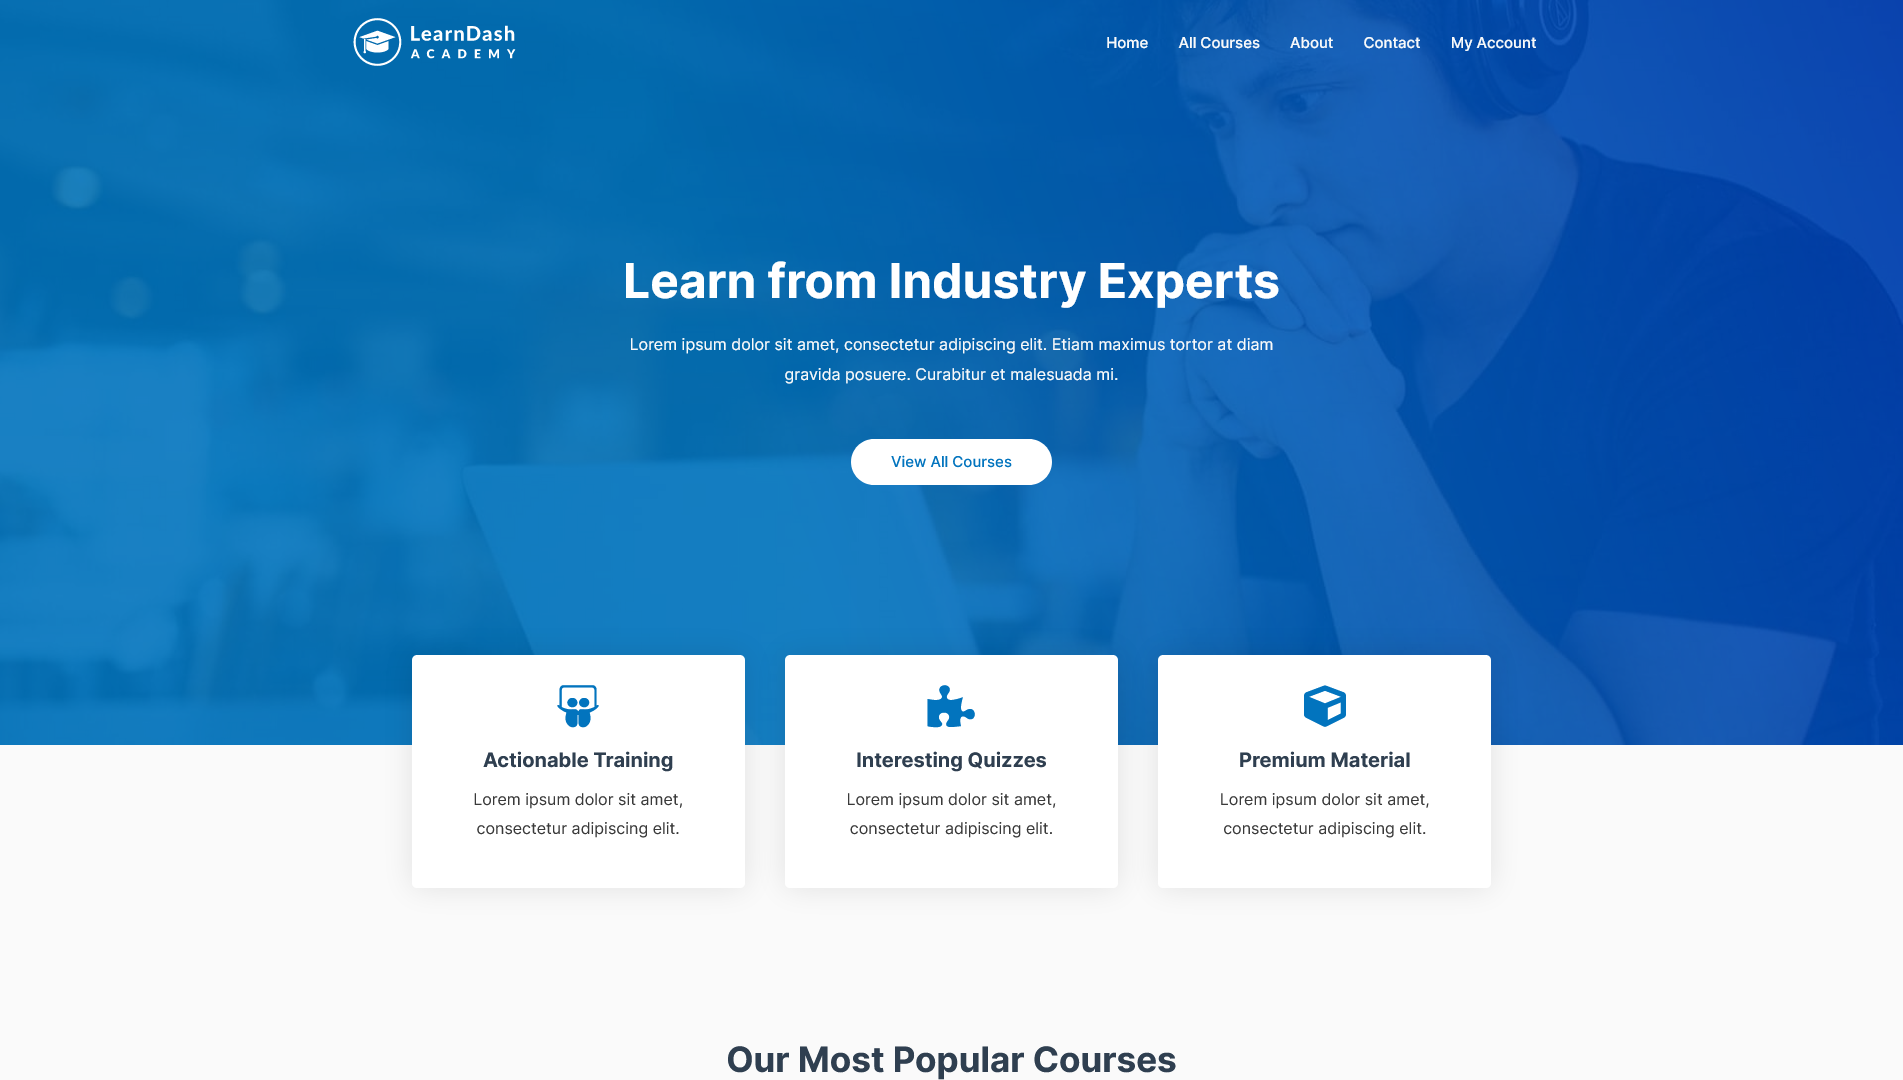 LearnDash
ACADEMY
Home
All Courses
About
Contact
My Account
Learn from Industry Experts
Lorem ipsum dolor sit amet, consectetur adipiscing elit. Etiam maximus tortor at diam
gravida posuere. Curabitur et malesuada mi.
View All Courses
Actionable Training
Lorem ipsum dolor sit amet,
consectetur adipiscing elit.
Interesting Quizzes
Lorem ipsum dolor sit amet,
consectetur adipiscing elit.
Premium Material
Lorem ipsum dolor sit amet,
consectetur adipiscing elit.
Our Most Popular Courses